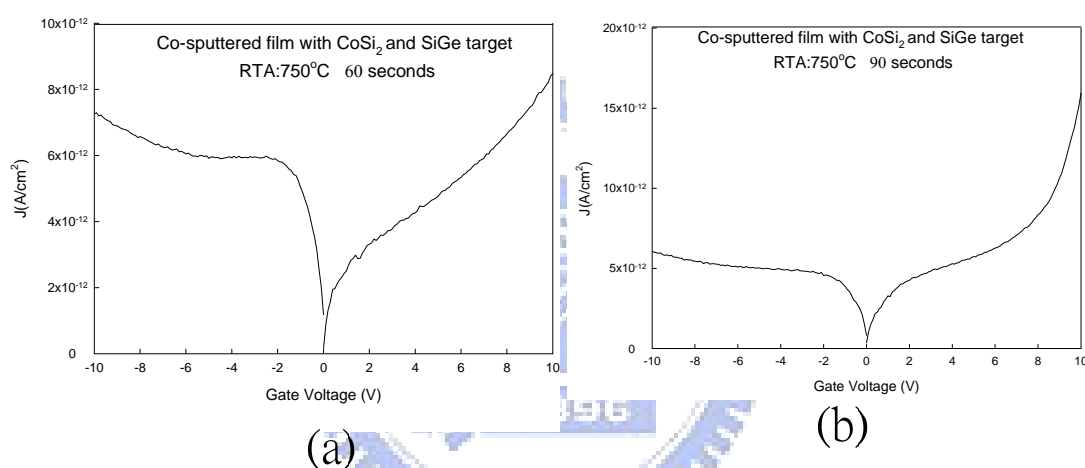 10x10⁻¹²
8x10⁻¹²
6x10⁻¹²
4x10⁻¹²
2x10⁻¹²
0
J(A/cm²)
Co-sputtered film with CoSi₂ and SiGe target
RTA:750°C 60 seconds
-10 -8 -6 -4 -2 0 2 4 6 8 10
Gate Voltage (V)
(a)
20x10⁻¹²
15x10⁻¹²
10x10⁻¹²
5x10⁻¹²
0
J(A/cm²)
Co-sputtered film with CoSi₂ and SiGe target
RTA:750°C 90 seconds
-10 -8 -6 -4 -2 0 2 4 6 8 10
Gate Voltage (V)
(b)